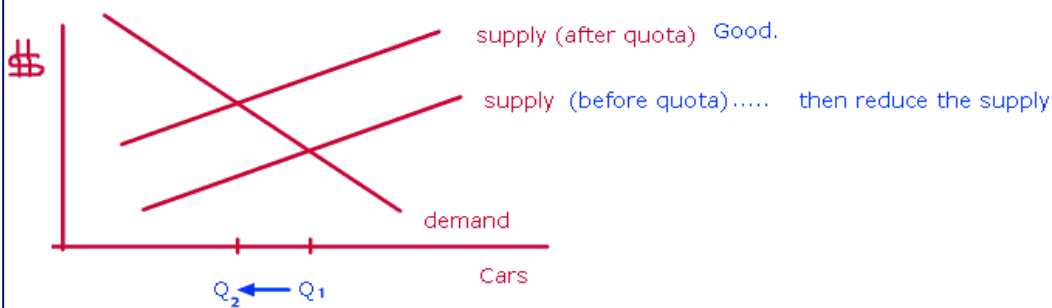 supply (after quota) Good.
$
supply (before quota)..... then reduce the supply
demand
Cars
Q2 Q1